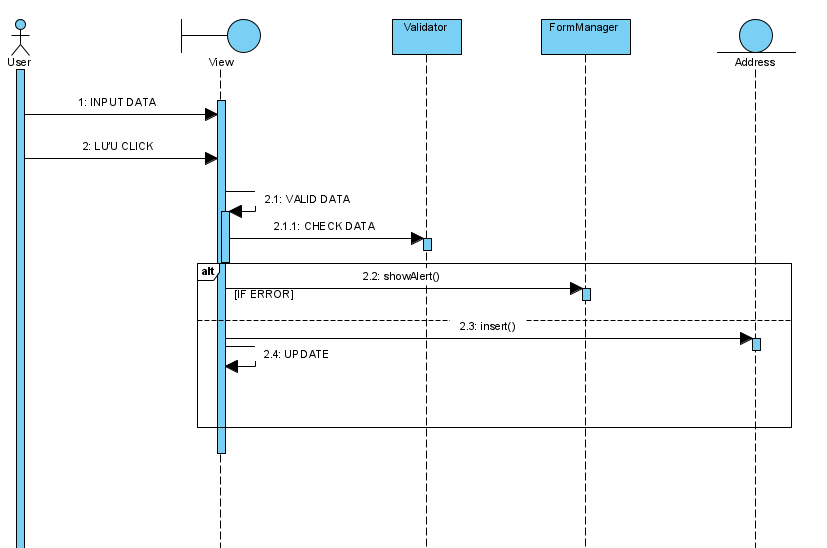 User
View
Validator
FormManager
Address
1: INPUT DATA
2: LƯU CLICK
2.1: VALID DATA
2.1.1: CHECK DATA
alt
2.2: showAlert()
[IF ERROR]
2.3: insert()
2.4: UPDATE